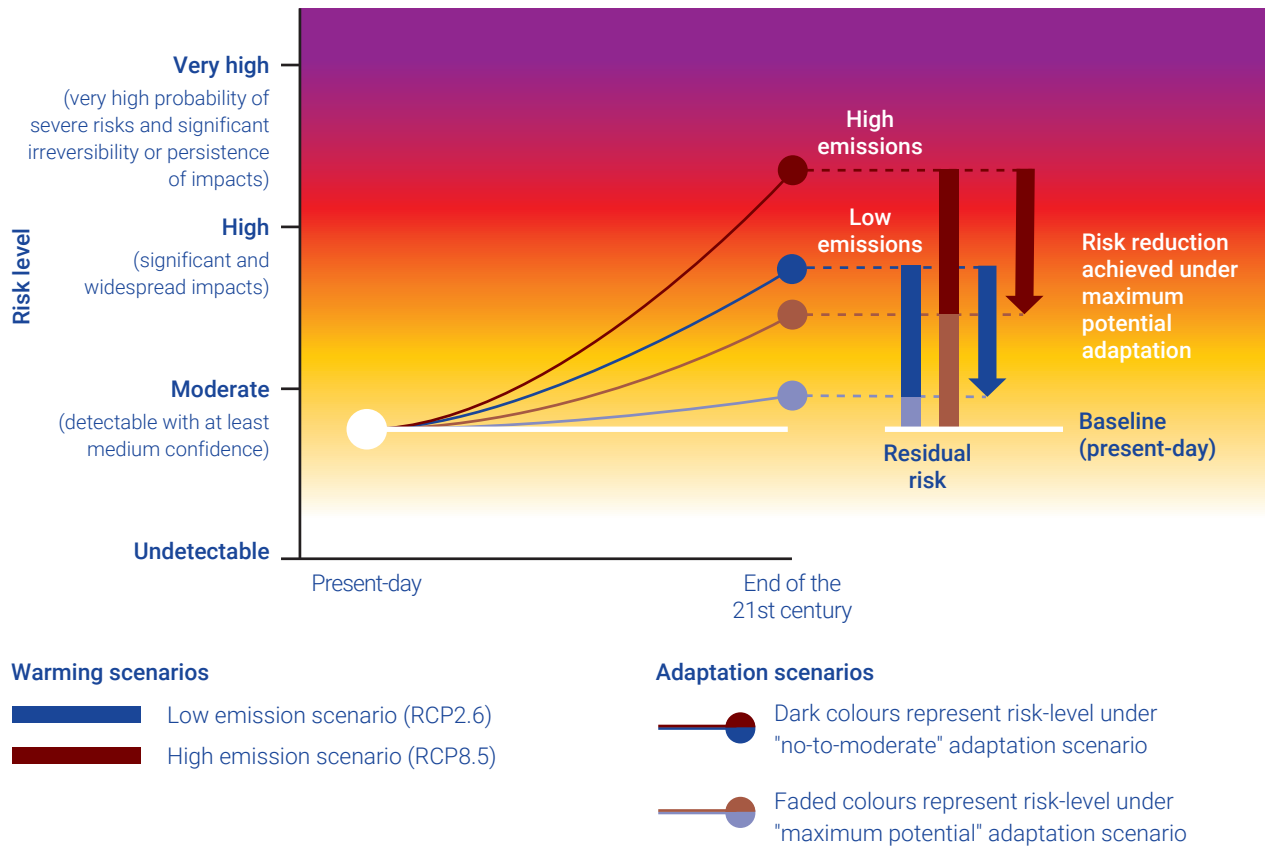 Risk level
Very high
(very high probability of
severe risks and significant
irreversibility or persistence
of impacts)
High
(significant and
widespread impacts)
Moderate
(detectable with at least
medium confidence)
Undetectable
High
emissions
Low
emissions
Risk reduction
achieved under
maximum
potential
adaptation
Baseline
(present-day)
Residual
risk
Present-day
End of the
21st century
Warming scenarios
Low emission scenario (RCP2.6)
High emission scenario (RCP8.5)
Adaptation scenarios
Dark colours represent risk-level under
"no-to-moderate" adaptation scenario
Faded colours represent risk-level under
"maximum potential" adaptation scenario